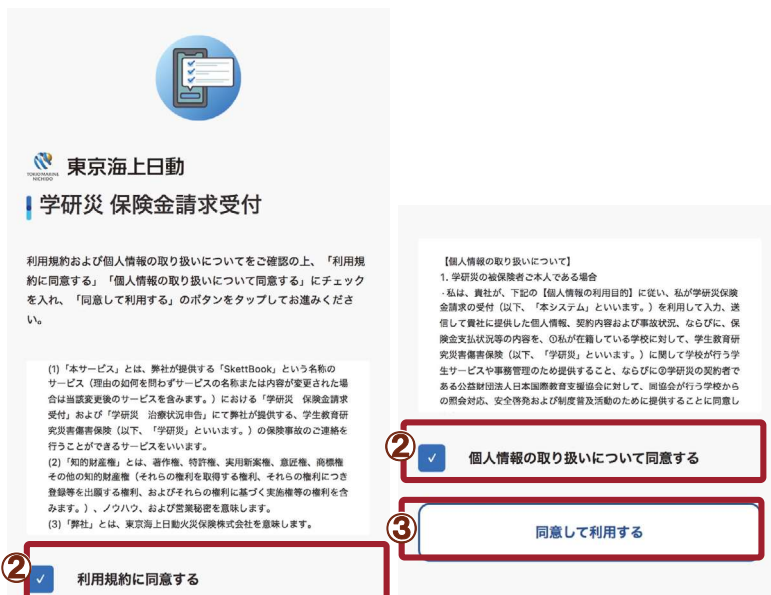 TOKIO MARINE
NICHIDO
東京海上日動
学研災 保険金請求受付
利用規約および個人情報の取り扱いについてをご確認の上、「利用規
約に同意する」「個人情報の取り扱いについて同意する」にチェック
を入れ、「同意して利用する」のボタンをタップしてお進みくださ
い。
(1)「本サービス」とは、弊社が提供する「SkettBook」という名称の
サービス（理由の如何を問わずサービスの名称または内容が変更された場
合は当該変更後のサービスを含みます。）における「学研災　保険金請求
受付」および「学研災　治療状況申告」にて弊社が提供する、学生教育研
究災害傷害保険（以下、「学研災」といいます。）の保険事故のご連絡を
行うことができるサービスをいいます。
(2)「知的財産権」とは、著作権、特許権、実用新案権、意匠権、商標権
その他の知的財産権（それらの権利を取得する権利、それらの権利につき
登録等を出願する権利、およびそれらの権利に基づく実施権等の権利を含
みます。）、ノウハウ、および営業秘密を意味します。
(3)「弊社」とは、東京海上日動火災保険株式会社を意味します。
②
利用規約に同意する
【個人情報の取り扱いについて】
1. 学研災の被保険者ご本人である場合
・私は、貴社が、下記の【個人情報の利用目的】に従い、私が学研災保険
金請求の受付（以下、「本システム」といいます。）を利用して入力、送
信して貴社に提供した個人情報、契約内容および事故状況、ならびに、保
険金支払状況等の内容を、①私が在籍している学校に対して、学生教育研
究災害傷害保険（以下、「学研災」といいます。）に関して学校が行う学
生サービスや事務管理のため提供すること、ならびに②学研災の契約者で
ある公益財団法人日本国際教育支援協会に対して、同協会が行う学校から
の照会対応、安全啓発および制度普及活動のために提供することに同意し
②
個人情報の取り扱いについて同意する
③
同意して利用する